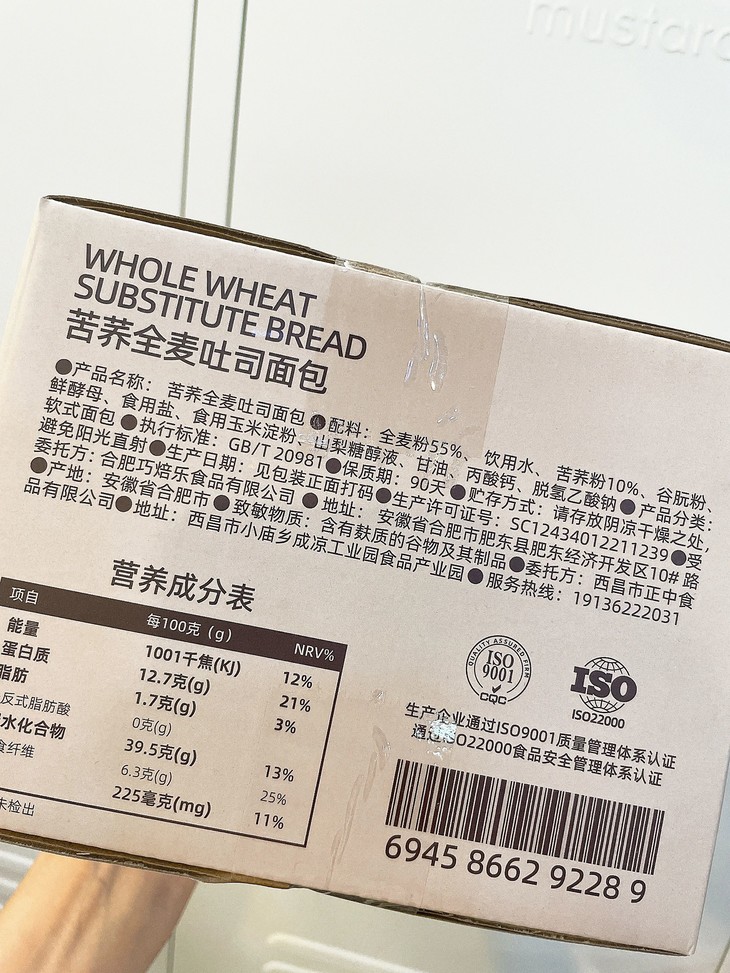 mustard
WHOLE WHEAT
SUBSTITUTE BREAD
苦荞全麦吐司面包
●产品名称: 苦荞全麦吐司面包●配料: 全麦粉55%、饮用水、苦荞粉10%、谷朊粉、
鲜酵母、食用盐、食用玉米淀粉、山梨糖醇液、甘油、丙酸钙、脱氢乙酸钠●产品分类:
软式面包●执行标准: GB/T 20981●保质期: 90天●贮存方式: 请存放阴凉干燥之处,
避免阳光直射●生产日期: 见包装正面打码●生产许可证号: SC12434012211239●受
委托方: 合肥巧焙乐食品有限公司●地址: 安徽省合肥市肥东县肥东经济开发区10#路
●产地: 安徽省合肥市●致敏物质: 含有麸质的谷物及其制品●委托方: 西昌市正中食
品有限公司●地址: 西昌市小庙乡成凉工业园食品产业园●服务热线: 19136222031
营养成分表
项目 每100克（g） NRV%
能量 1001千焦(KJ) 12%
蛋白质 12.7克(g) 21%
脂肪 1.7克(g) 3%
反式脂肪酸 0克(g)
水化合物 39.5克(g) 13%
食纤维 6.3克(g) 25%
225毫克(mg) 11%
未检出
QUALITY ASSURED FIRM
ISO
9001
CQC
ISO
ISO22000
生产企业通过ISO9001质量管理体系认证
通过ISO22000食品安全管理体系认证
6945 8662 9228 9